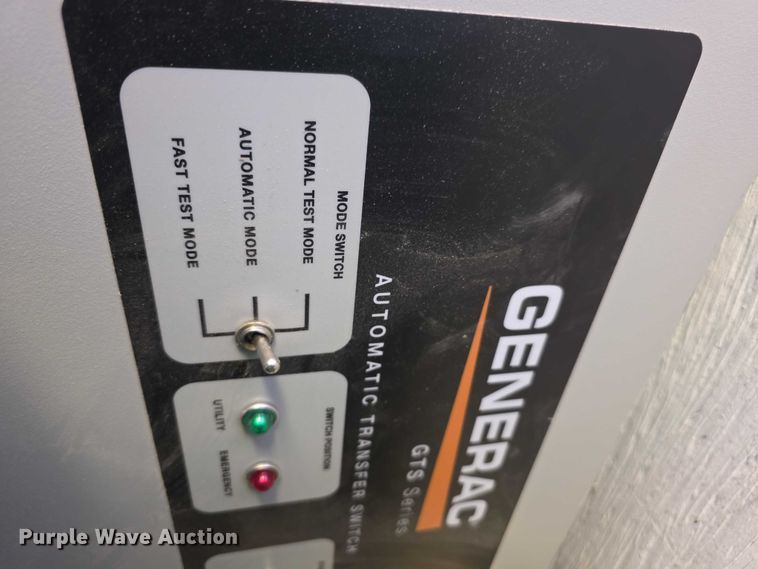 GENERAC
GTS Series
AUTOMATIC TRANSFER SWITCH
MODE SWITCH
NORMAL TEST MODE
AUTOMATIC MODE
FAST TEST MODE
SWITCH POSITION
UTILITY
EMERGENCY
Purple Wave Auction